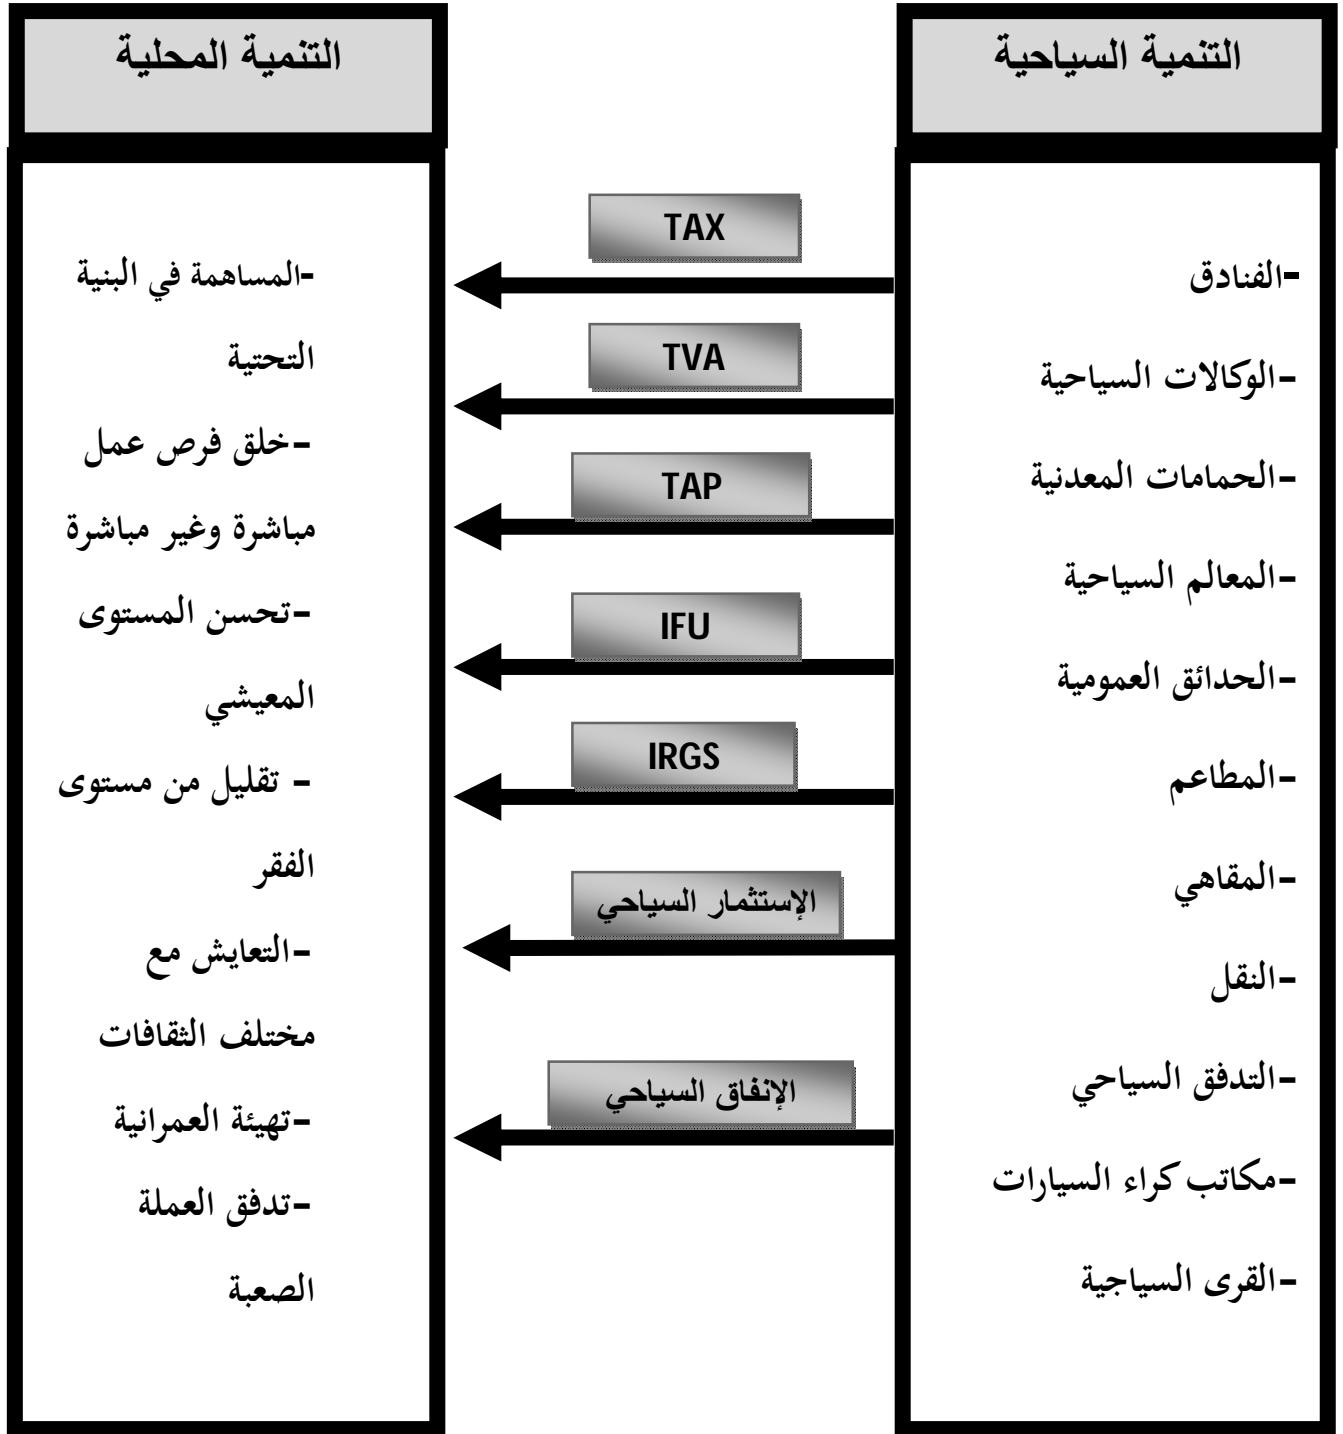 التنمية السياحية
-الفنادق
-الوكالات السياحية
-الحمامات المعدنية
-المعالم السياحية
-الحدائق العمومية
-المطاعم
-المقاهي
-النقل
-التدفق السياحي
-مكاتب كراء السيارات
-القرى السياجية
TAX
TVA
TAP
IFU
IRGS
الإستثمار السياحي
الإنفاق السياحي
التنمية المحلية
-المساهمة في البنية
التحتية
-خلق فرص عمل
مباشرة وغير مباشرة
-تحسن المستوى
المعيشي
- تقليل من مستوى
الفقر
-التعايش مع
مختلف الثقافات
-تهيئة العمرانية
-تدفق العملة
الصعبة